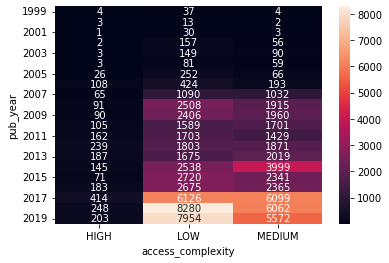 1999 4 37 4
3 13 2
2001 1 30 3
2 157 56
2003 3 149 90
3 81 59
2005 26 252 66
108 424 193
2007 65 1090 1032
91 2508 1915
2009 90 2406 1960
105 1589 1701
2011 162 1703 1429
239 1803 1871
2013 187 1675 2019
145 2538 3999
2015 71 2720 2341
183 2675 2365
2017 414 6126 6099
248 8280 6062
2019 203 7954 5572
HIGH LOW MEDIUM
access_complexity
pub_year
8000
7000
6000
5000
4000
3000
2000
1000